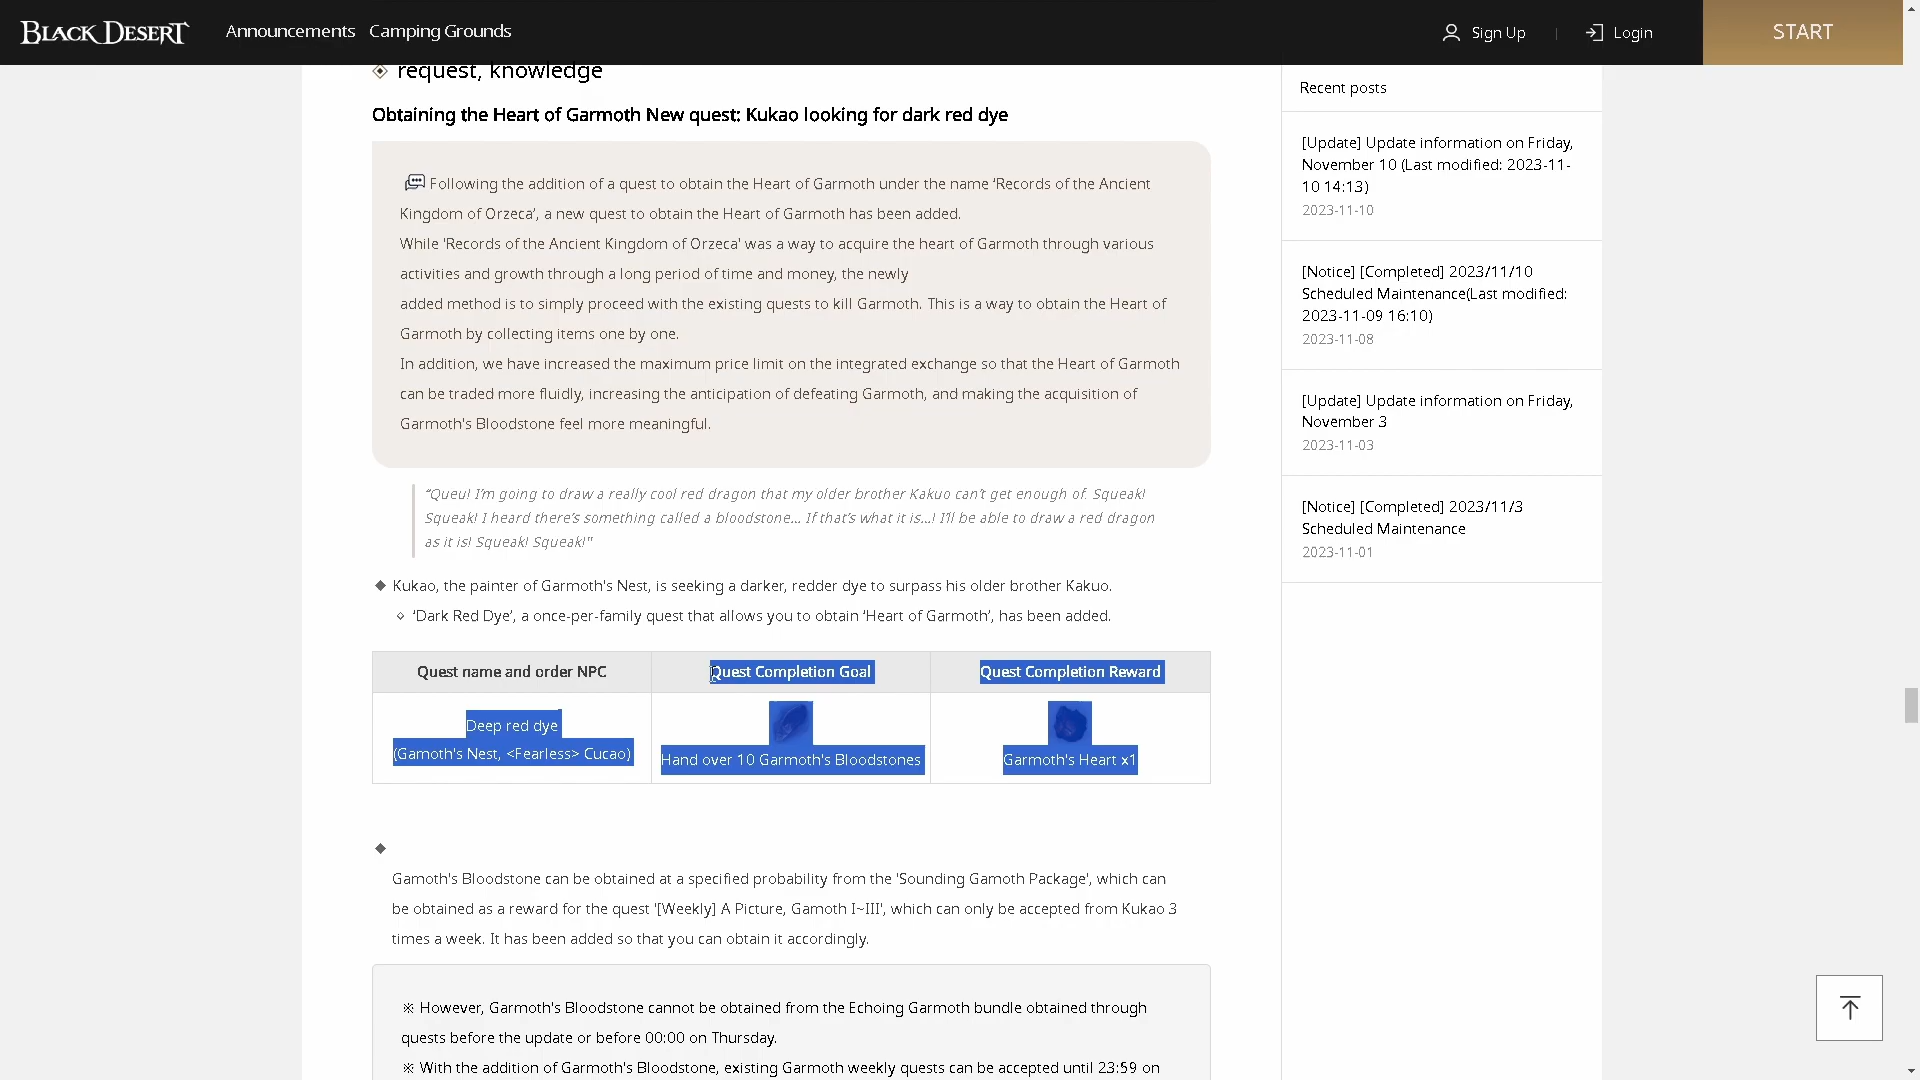 BLACK DESERT
Announcements
Camping Grounds
Sign Up
Login
START
request, knowledge
Obtaining the Heart of Garmoth New quest: Kukao looking for dark red dye
Following the addition of a quest to obtain the Heart of Garmoth under the name ‘Records of the Ancient
Kingdom of Orzeca’, a new quest to obtain the Heart of Garmoth has been added.
While 'Records of the Ancient Kingdom of Orzeca' was a way to acquire the heart of Garmoth through various
activities and growth through a long period of time and money, the newly
added method is to simply proceed with the existing quests to kill Garmoth. This is a way to obtain the Heart of
Garmoth by collecting items one by one.
In addition, we have increased the maximum price limit on the integrated exchange so that the Heart of Garmoth
can be traded more fluidly, increasing the anticipation of defeating Garmoth, and making the acquisition of
Garmoth's Bloodstone feel more meaningful.
“Queu! I’m going to draw a really cool red dragon that my older brother Kakuo can’t get enough of. Squeak!
Squeak! I heard there’s something called a bloodstone… If that’s what it is…! I’ll be able to draw a red dragon
as it is! Squeak! Squeak!"
◆ Kukao, the painter of Garmoth's Nest, is seeking a darker, redder dye to surpass his older brother Kakuo.
◇ ‘Dark Red Dye’, a once-per-family quest that allows you to obtain ‘Heart of Garmoth’, has been added.
Quest name and order NPC
Quest Completion Goal
Quest Completion Reward
Deep red dye
(Gamoth's Nest, <Fearless> Cucao)
Hand over 10 Garmoth's Bloodstones
Garmoth's Heart x1
◆
Gamoth's Bloodstone can be obtained at a specified probability from the 'Sounding Gamoth Package', which can
be obtained as a reward for the quest '[Weekly] A Picture, Gamoth I~III', which can only be accepted from Kukao 3
times a week. It has been added so that you can obtain it accordingly.
※ However, Garmoth's Bloodstone cannot be obtained from the Echoing Garmoth bundle obtained through
quests before the update or before 00:00 on Thursday.
※ With the addition of Garmoth's Bloodstone, existing Garmoth weekly quests can be accepted until 23:59 on
Recent posts
[Update] Update information on Friday,
November 10 (Last modified: 2023-11-
10 14:13)
2023-11-10
[Notice] [Completed] 2023/11/10
Scheduled Maintenance(Last modified:
2023-11-09 16:10)
2023-11-08
[Update] Update information on Friday,
November 3
2023-11-03
[Notice] [Completed] 2023/11/3
Scheduled Maintenance
2023-11-01